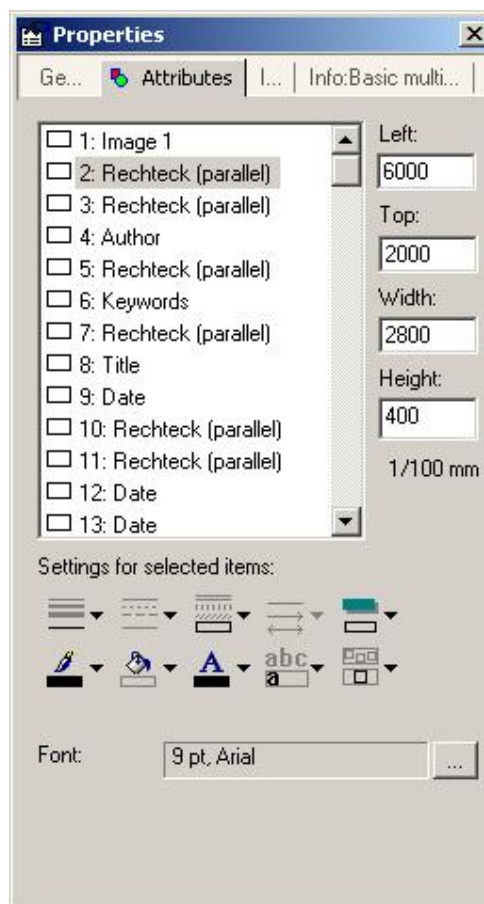 Properties
Ge... Attributes I... Info:Basic multi...
1: Image 1
2: Rechteck (parallel)
3: Rechteck (parallel)
4: Author
5: Rechteck (parallel)
6: Keywords
7: Rechteck (parallel)
8: Title
9: Date
10: Rechteck (parallel)
11: Rechteck (parallel)
12: Date
13: Date
Left:
6000
Top:
2000
Width:
2800
Height:
400
1/100 mm
Settings for selected items:
A abc
a
Font: 9 pt, Arial ...